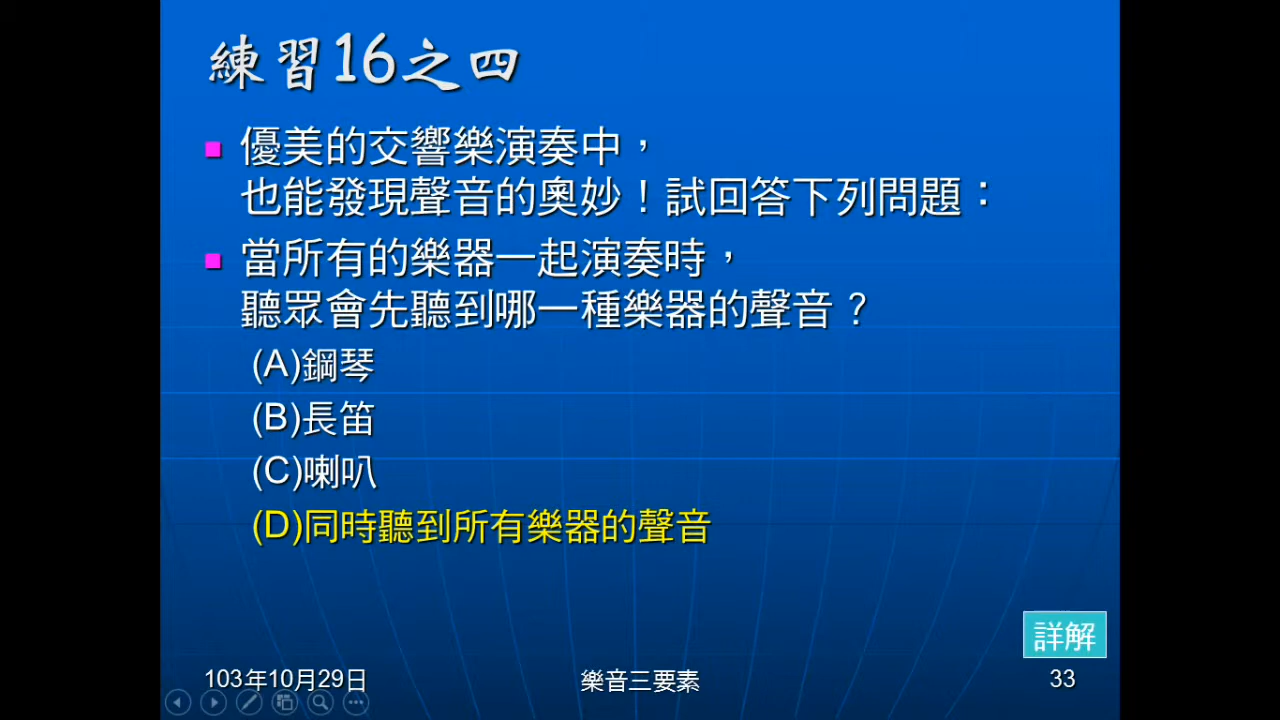 練習16之四
優美的交響樂演奏中，
也能發現聲音的奧妙！試回答下列問題：
當所有的樂器一起演奏時，
聽眾會先聽到哪一種樂器的聲音？
(A)鋼琴
(B)長笛
(C)喇叭
(D)同時聽到所有樂器的聲音
詳解
103年10月29日
樂音三要素
33